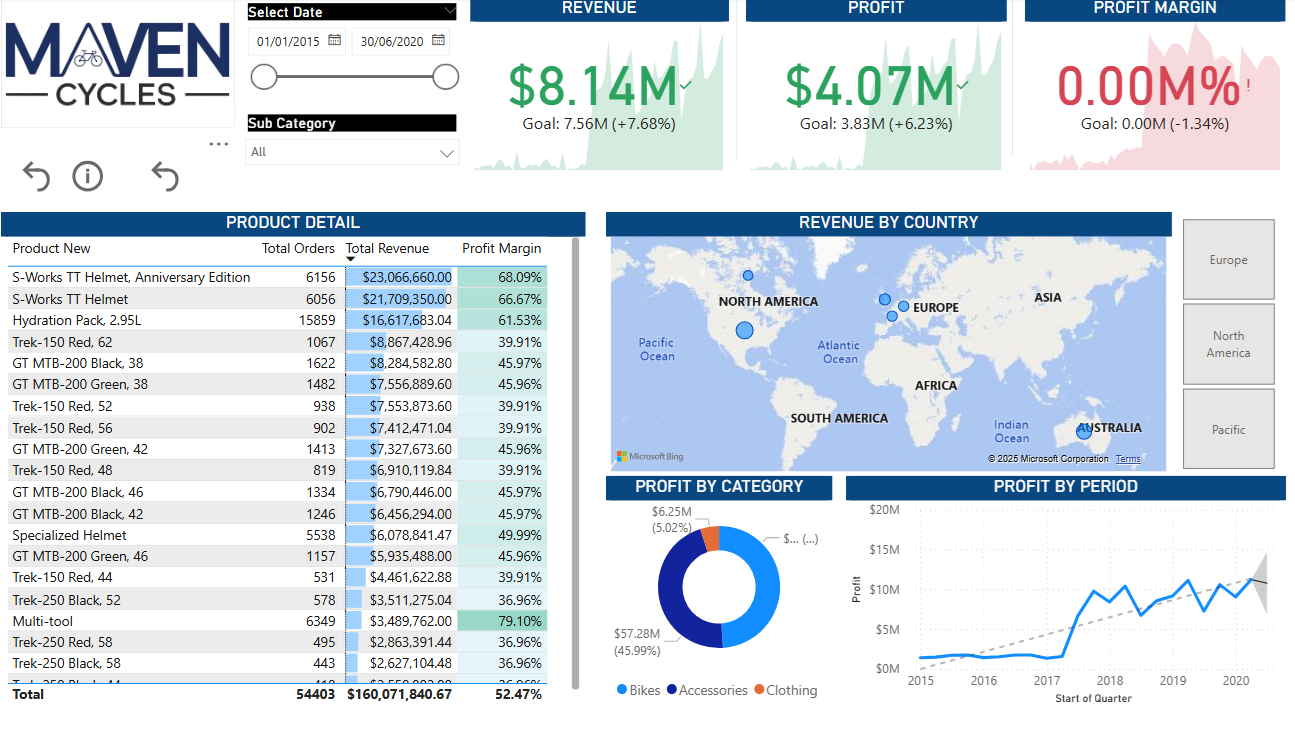 MAVEN
CYCLES
Select Date
01/01/2015 30/06/2020
Sub Category
All
REVENUE
$8.14M
Goal: 7.56M (+7.68%)
PROFIT
$4.07M
Goal: 3.83M (+6.23%)
PROFIT MARGIN
0.00M%!
Goal: 0.00M (-1.34%)
PRODUCT DETAIL
Product New Total Orders Total Revenue Profit Margin
S-Works TT Helmet, Anniversary Edition 6156 $23,066,660.00 68.09%
S-Works TT Helmet 6056 $21,709,350.00 66.67%
Hydration Pack, 2.95L 15859 $16,617,683.04 61.53%
Trek-150 Red, 62 1067 $8,867,428.96 39.91%
GT MTB-200 Black, 38 1622 $8,284,582.80 45.97%
GT MTB-200 Green, 38 1482 $7,556,889.60 45.96%
Trek-150 Red, 52 938 $7,553,873.60 39.91%
Trek-150 Red, 56 902 $7,412,471.04 39.91%
GT MTB-200 Green, 42 1413 $7,327,673.60 45.96%
Trek-150 Red, 48 819 $6,910,119.84 39.91%
GT MTB-200 Black, 46 1334 $6,790,446.00 45.97%
GT MTB-200 Black, 42 1246 $6,456,294.00 45.97%
Specialized Helmet 5538 $6,078,841.47 49.99%
GT MTB-200 Green, 46 1157 $5,935,488.00 45.96%
Trek-150 Red, 44 531 $4,461,622.88 39.91%
Trek-250 Black, 52 578 $3,511,275.04 36.96%
Multi-tool 6349 $3,489,762.00 79.10%
Trek-250 Red, 58 495 $2,863,391.44 36.96%
Trek-250 Black, 58 443 $2,627,104.48 36.96%
Total 54403 $160,071,840.67 52.47%
REVENUE BY COUNTRY
NORTH AMERICA
EUROPE
ASIA
Pacific
Ocean
Atlantic
Ocean
AFRICA
SOUTH AMERICA
Indian
Ocean
AUSTRALIA
Microsoft Bing
© 2025 Microsoft Corporation Terms
Europe
North
America
Pacific
PROFIT BY CATEGORY
$6.25M
(5.02%)
$... (...)
$57.28M
(45.99%)
Bikes Accessories Clothing
PROFIT BY PERIOD
$20M
$15M
$10M
$5M
$0M
Profit
2015 2016 2017 2018 2019 2020
Start of Quarter